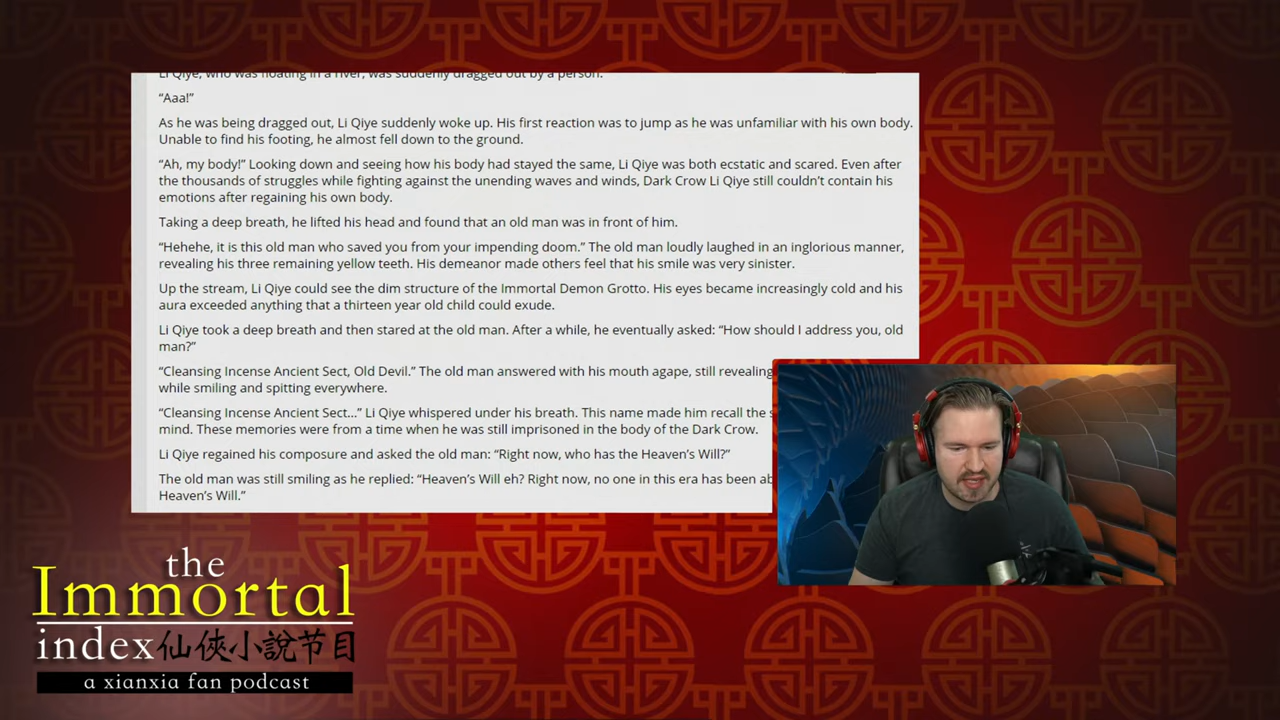 Li Qiye, who was floating in a river, was suddenly dragged out by a person.
“Aaa!”
As he was being dragged out, Li Qiye suddenly woke up. His first reaction was to jump as he was unfamiliar with his own body.
Unable to find his footing, he almost fell down to the ground.
“Ah, my body!” Looking down and seeing how his body had stayed the same, Li Qiye was both ecstatic and scared. Even after
the thousands of struggles while fighting against the unending waves and winds, Dark Crow Li Qiye still couldn’t contain his
emotions after regaining his own body.
Taking a deep breath, he lifted his head and found that an old man was in front of him.
“Hehehe, it is this old man who saved you from your impending doom.” The old man loudly laughed in an inglorious manner,
revealing his three remaining yellow teeth. His demeanor made others feel that his smile was very sinister.
Up the stream, Li Qiye could see the dim structure of the Immortal Demon Grotto. His eyes became increasingly cold and his
aura exceeded anything that a thirteen year old child could exude.
Li Qiye took a deep breath and then stared at the old man. After a while, he eventually asked: “How should I address you, old
man?”
“Cleansing Incense Ancient Sect, Old Devil.” The old man answered with his mouth agape, still revealing
while smiling and spitting everywhere.
“Cleansing Incense Ancient Sect...” Li Qiye whispered under his breath. This name made him recall the
mind. These memories were from a time when he was still imprisoned in the body of the Dark Crow.
Li Qiye regained his composure and asked the old man: “Right now, who has the Heaven’s Will?”
The old man was still smiling as he replied: “Heaven’s Will eh? Right now, no one in this era has been
Heaven’s Will.”
the
Immortal
index仙俠小說节目
a xianxia fan podcast